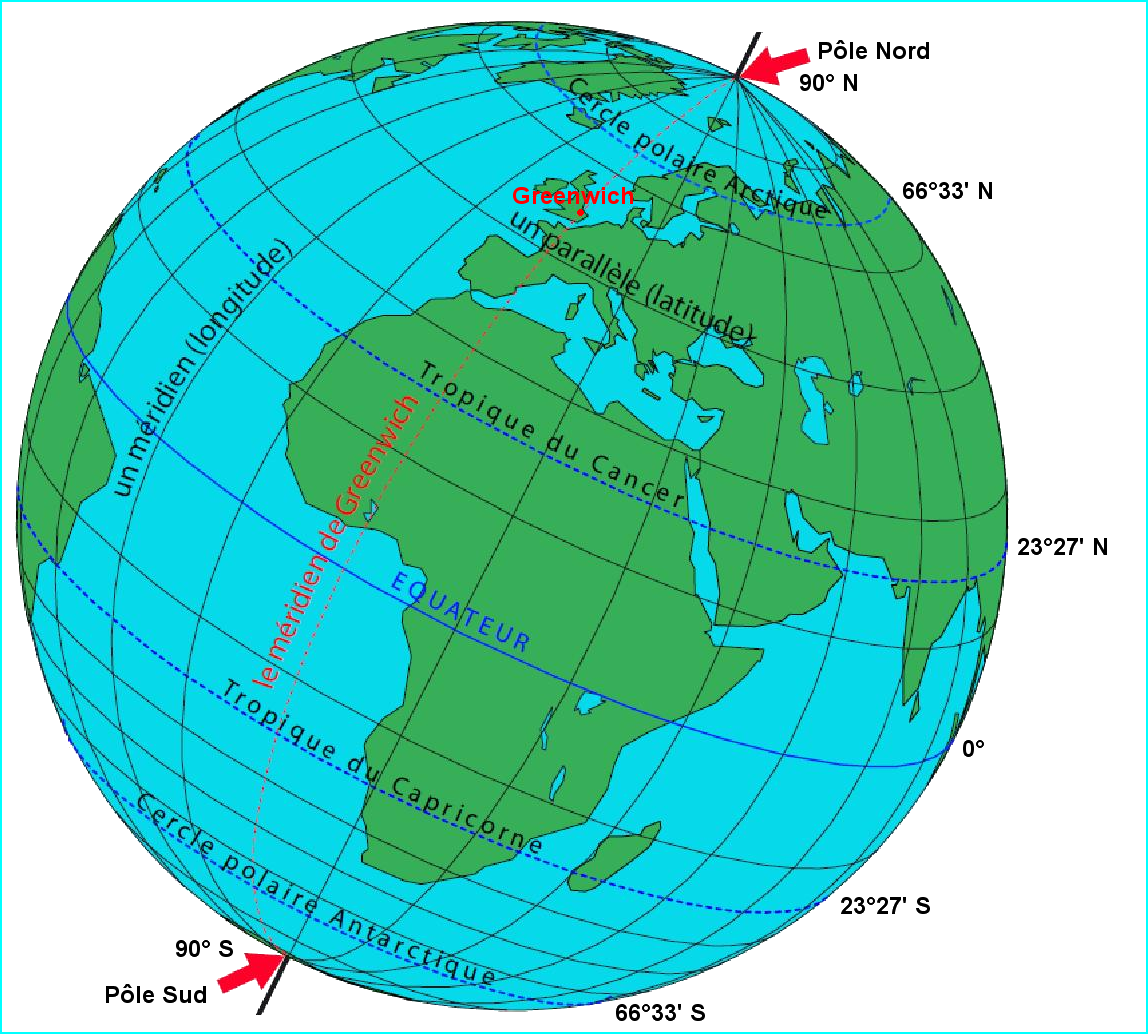 Pôle Nord
90° N
Cercle polaire Arctique
66°33' N
Greenwich
un parallèle (latitude)
un méridien (longitude)
Tropique du Cancer
le méridien de Greenwich
23°27' N
EQUATEUR
0°
Tropique du Capricorne
Cercle polaire Antarctique
23°27' S
90° S
Pôle Sud
66°33' S